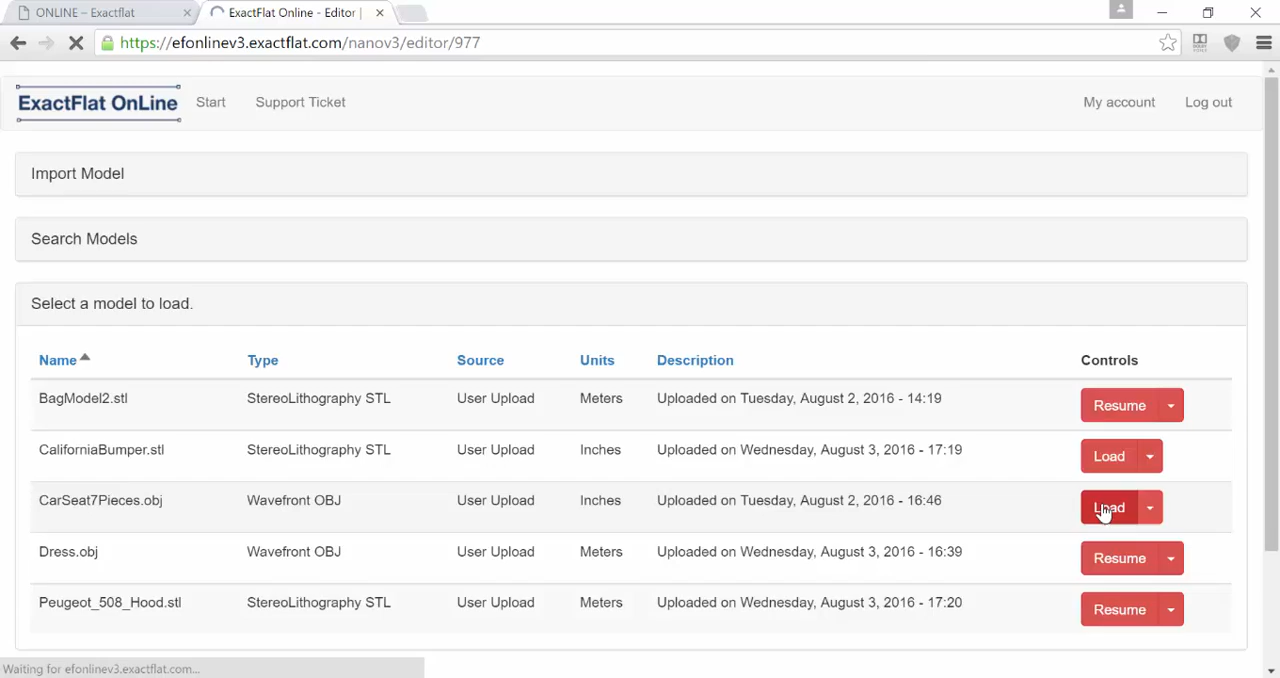 ONLINE – Exactflat
ExactFlat Online - Editor |
https://efonlinev3.exactflat.com/nanov3/editor/977
ExactFlat OnLine Start Support Ticket My account Log out
Import Model
Search Models
Select a model to load.
Name Type Source Units Description Controls
BagModel2.stl StereoLithography STL User Upload Meters Uploaded on Tuesday, August 2, 2016 - 14:19 Resume
CaliforniaBumper.stl StereoLithography STL User Upload Inches Uploaded on Wednesday, August 3, 2016 - 17:19 Load
CarSeat7Pieces.obj Wavefront OBJ User Upload Inches Uploaded on Tuesday, August 2, 2016 - 16:46 Load
Dress.obj Wavefront OBJ User Upload Meters Uploaded on Wednesday, August 3, 2016 - 16:39 Resume
Peugeot_508_Hood.stl StereoLithography STL User Upload Meters Uploaded on Wednesday, August 3, 2016 - 17:20 Resume
Waiting for efonlinev3.exactflat.com...